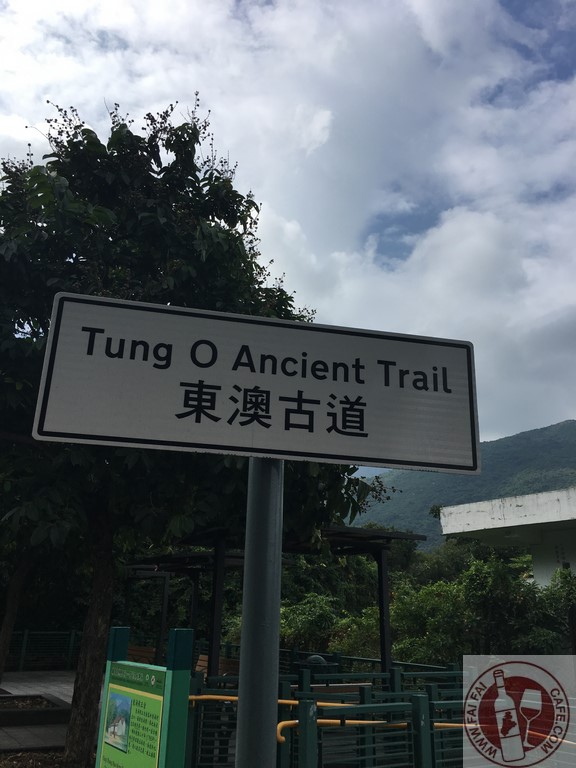 Tung O Ancient Trail
東澳古道
WWW.FAI FAI CAFE.COM